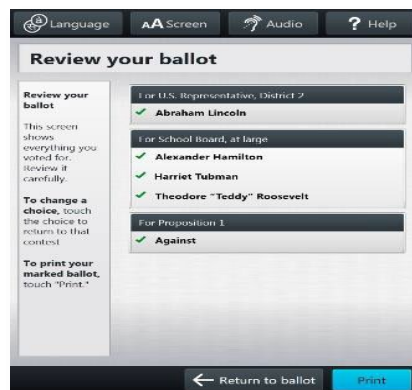 Language
AA Screen
Audio
? Help
Review your ballot
Review your
ballot
This screen
shows
everything you
voted for.
Review it
carefully.
To change a
choice, touch
the choice to
return to that
contest
To print your
marked ballot,
touch "Print."
For U.S. Representative, District 2
Abraham Lincoln
For School Board, at large
Alexander Hamilton
Harriet Tubman
Theodore "Teddy" Roosevelt
For Proposition 1
Against
Return to ballot
Print